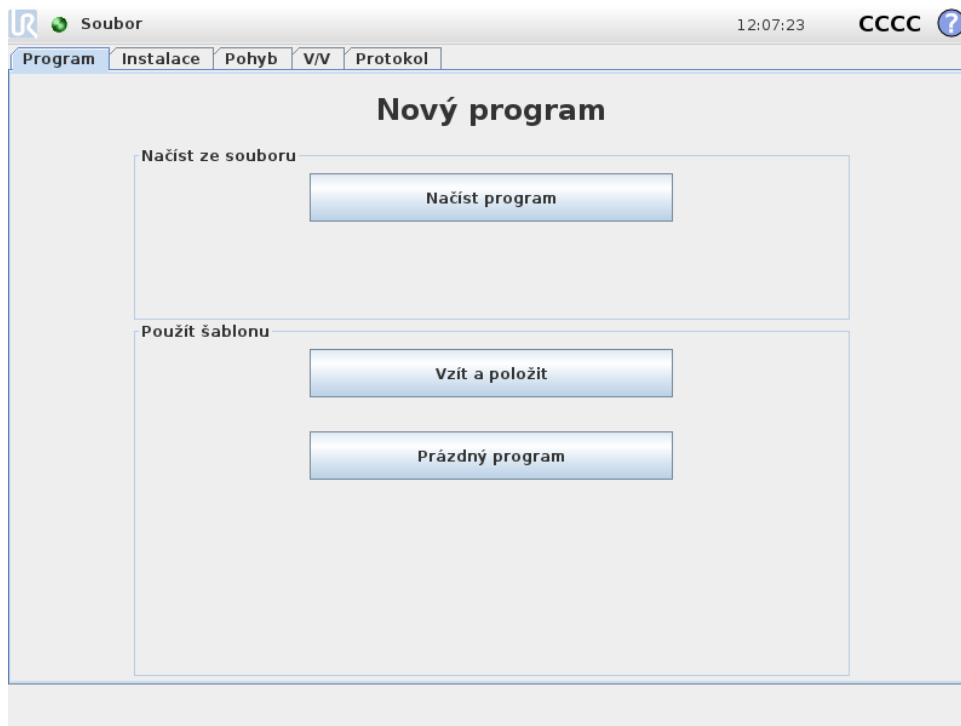 UR Soubor 12:07:23 CCCC ?
Program Instalace Pohyb V/V Protokol
Nový program
Načíst ze souboru
Načíst program
Použít šablonu
Vzít a položit
Prázdný program